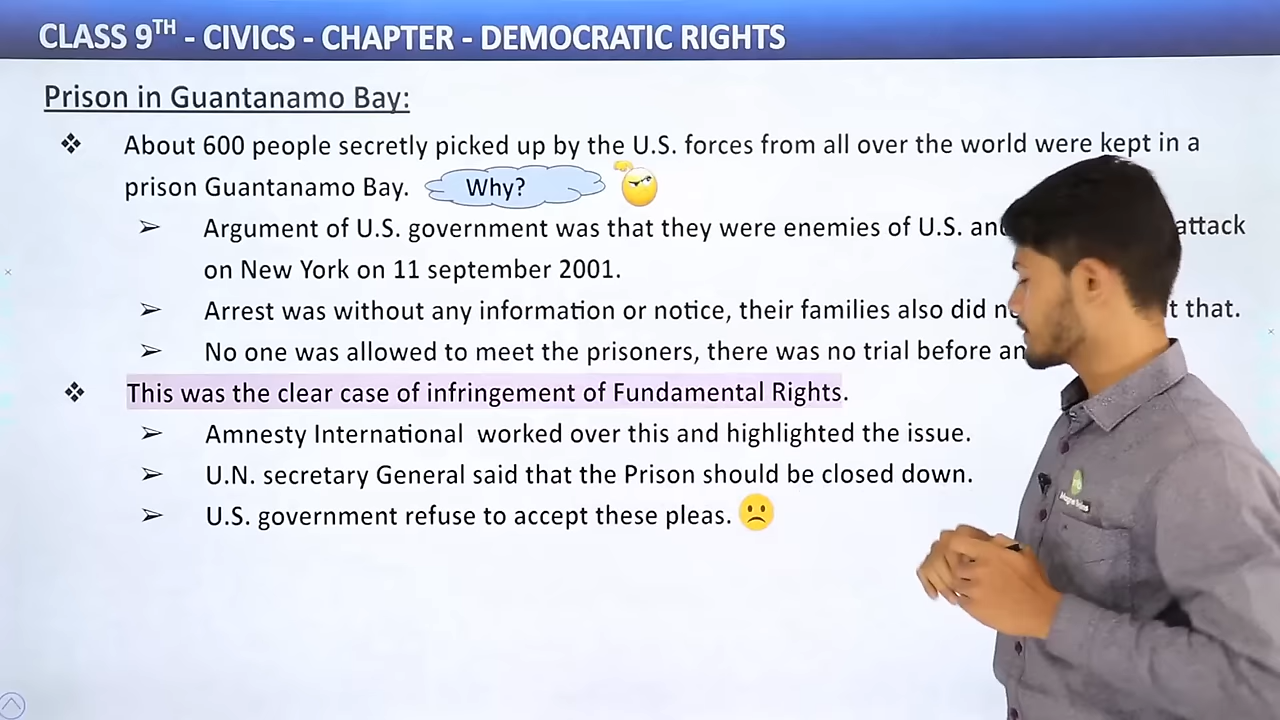 CLASS 9TH - CIVICS - CHAPTER - DEMOCRATIC RIGHTS
Prison in Guantanamo Bay:
❖ About 600 people secretly picked up by the U.S. forces from all over the world were kept in a
prison Guantanamo Bay. Why?
➢ Argument of U.S. government was that they were enemies of U.S. attack
on New York on 11 september 2001.
➢ Arrest was without any information or notice, their families also did that.
➢ No one was allowed to meet the prisoners, there was no trial before
❖ This was the clear case of infringement of Fundamental Rights.
➢ Amnesty International worked over this and highlighted the issue.
➢ U.N. secretary General said that the Prison should be closed down.
➢ U.S. government refuse to accept these pleas.